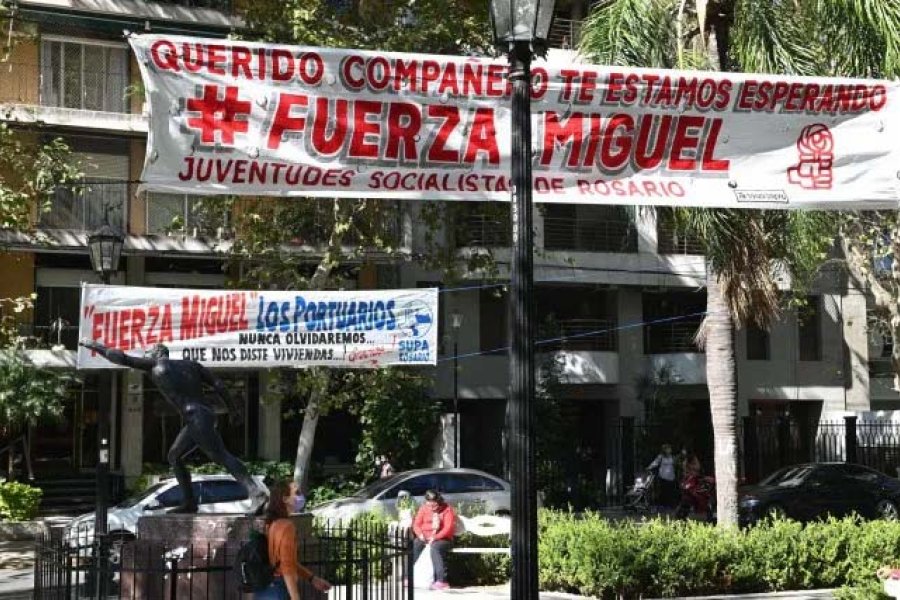 QUERIDO COMPAÑERO TE ESTAMOS ESPERANDO
#FUERZA MIGUEL
JUVENTUDES SOCIALISTAS DE ROSARIO
"FUERZA MIGUEL" LOS PORTUARIOS
NUNCA OLVIDAREMOS...
QUE NOS DISTE VIVIENDAS...!
SUPA
ROSARIO